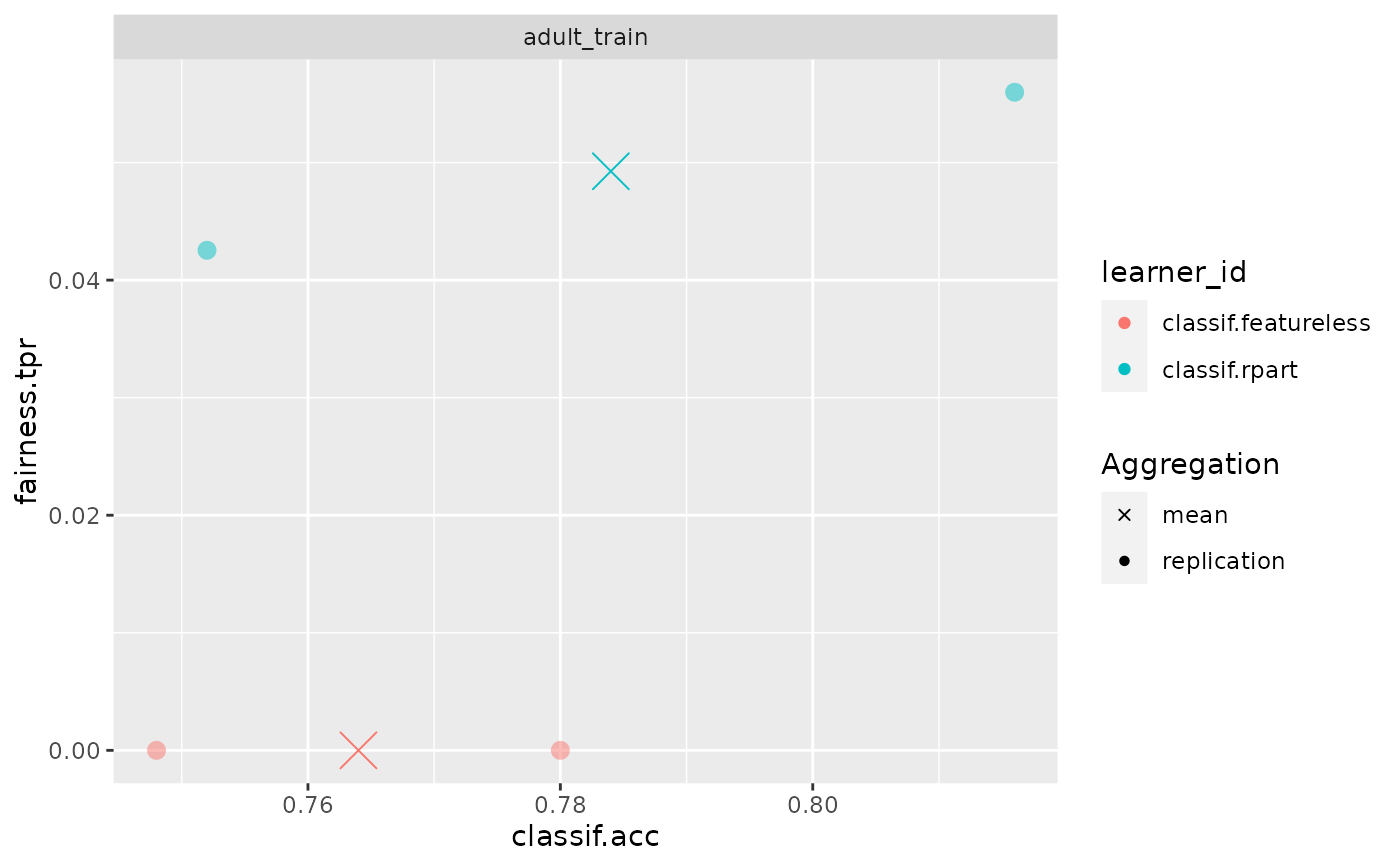 adult_train
fairness.tpr
0.04
0.02
0.00
0.76
0.78
0.80
classif.acc
learner_id
classif.featureless
classif.rpart
Aggregation
mean
replication